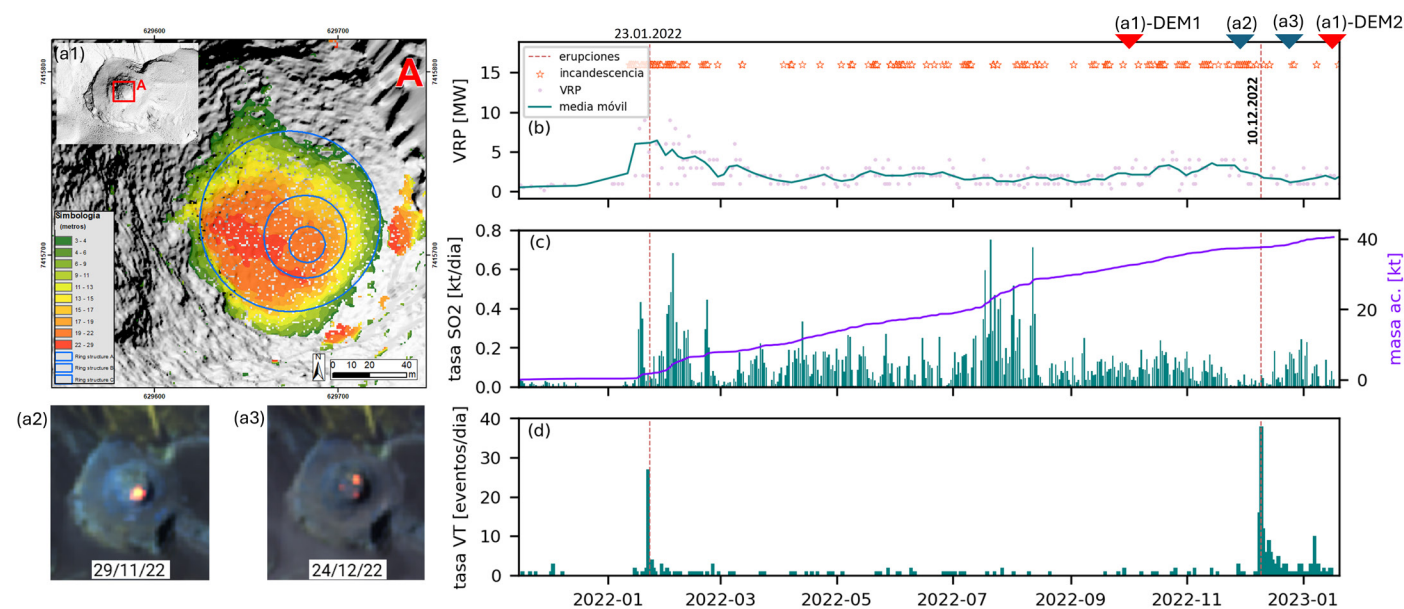 (a1)-DEM1
(a2)
(a3)
(a1)-DEM2
629600
629700
(a1)
A
A
7415800
7415800
7415700
7415700
Simbología
(metros)
3 - 4
4 - 6
6 - 9
9 - 11
11 - 13
13 - 15
15 - 17
17 - 19
19 - 22
22 - 29
Ring structure A
Ring structure B
Ring structure C
N
0 10 20 40
m
629600
629700
(a2)
29/11/22
(a3)
24/12/22
23.01.2022
erupciones
incandescencia
VRP
media móvil
(b)
10.12.2022
VRP [MW]
15
10
5
0
(c)
tasa SO2 [kt/dia]
0.8
0.6
0.4
0.2
0.0
40
20
0
masa ac. [kt]
(d)
tasa VT [eventos/dia]
40
30
20
10
0
2022-01
2022-03
2022-05
2022-07
2022-09
2022-11
2023-01